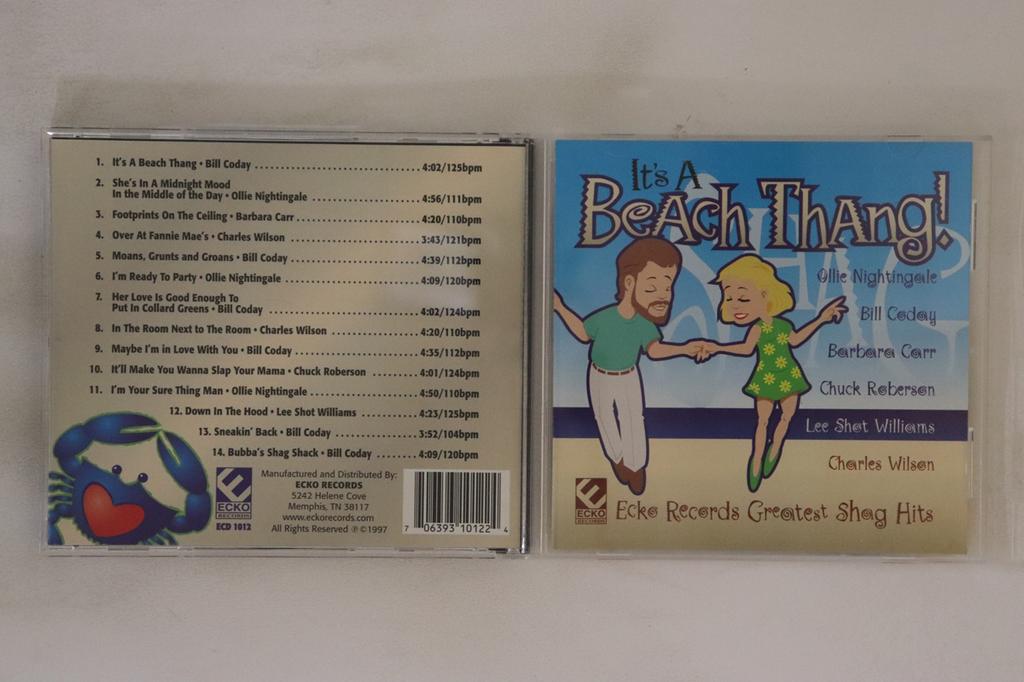 1. It's A Beach Thang • Bill Coday .......... 4:02/125bpm
2. She's In A Midnight Mood
In the Middle of the Day • Ollie Nightingale .......... 4:56/111bpm
3. Footprints On The Ceiling • Barbara Carr .......... 4:20/110bpm
4. Over At Fannie Mae's • Charles Wilson .......... 3:43/121bpm
5. Moans, Grunts and Groans • Bill Coday .......... 4:39/112bpm
6. I'm Ready To Party • Ollie Nightingale .......... 4:09/120bpm
7. Her Love Is Good Enough To
Put In Collard Greens • Bill Coday .......... 4:02/124bpm
8. In The Room Next to The Room • Charles Wilson .......... 4:20/110bpm
9. Maybe I'm in Love With You • Bill Coday .......... 4:35/112bpm
10. It'll Make You Wanna Slap Your Mama • Chuck Roberson .......... 4:01/124bpm
11. I'm Your Sure Thing Man • Ollie Nightingale .......... 4:50/110bpm
12. Down In The Hood • Lee Shot Williams .......... 4:23/125bpm
13. Sneakin' Back • Bill Coday .......... 3:52/104bpm
14. Bubba's Shag Shack • Bill Coday .......... 4:09/120bpm
E
ECKO
RECORDS
ECD 1012
Manufactured and Distributed By:
ECKO RECORDS
5242 Helene Cove
Memphis, TN 38117
www.eckorecords.com
All Rights Reserved ℗©1997
7 06393 10122 4
It's A
Beach Thang!
SHAG
Ollie Nightingale
Bill Coday
Barbara Carr
Chuck Roberson
Lee Shot Williams
Charles Wilson
E
ECKO
RECORDS
Ecko Records Greatest Shag Hits